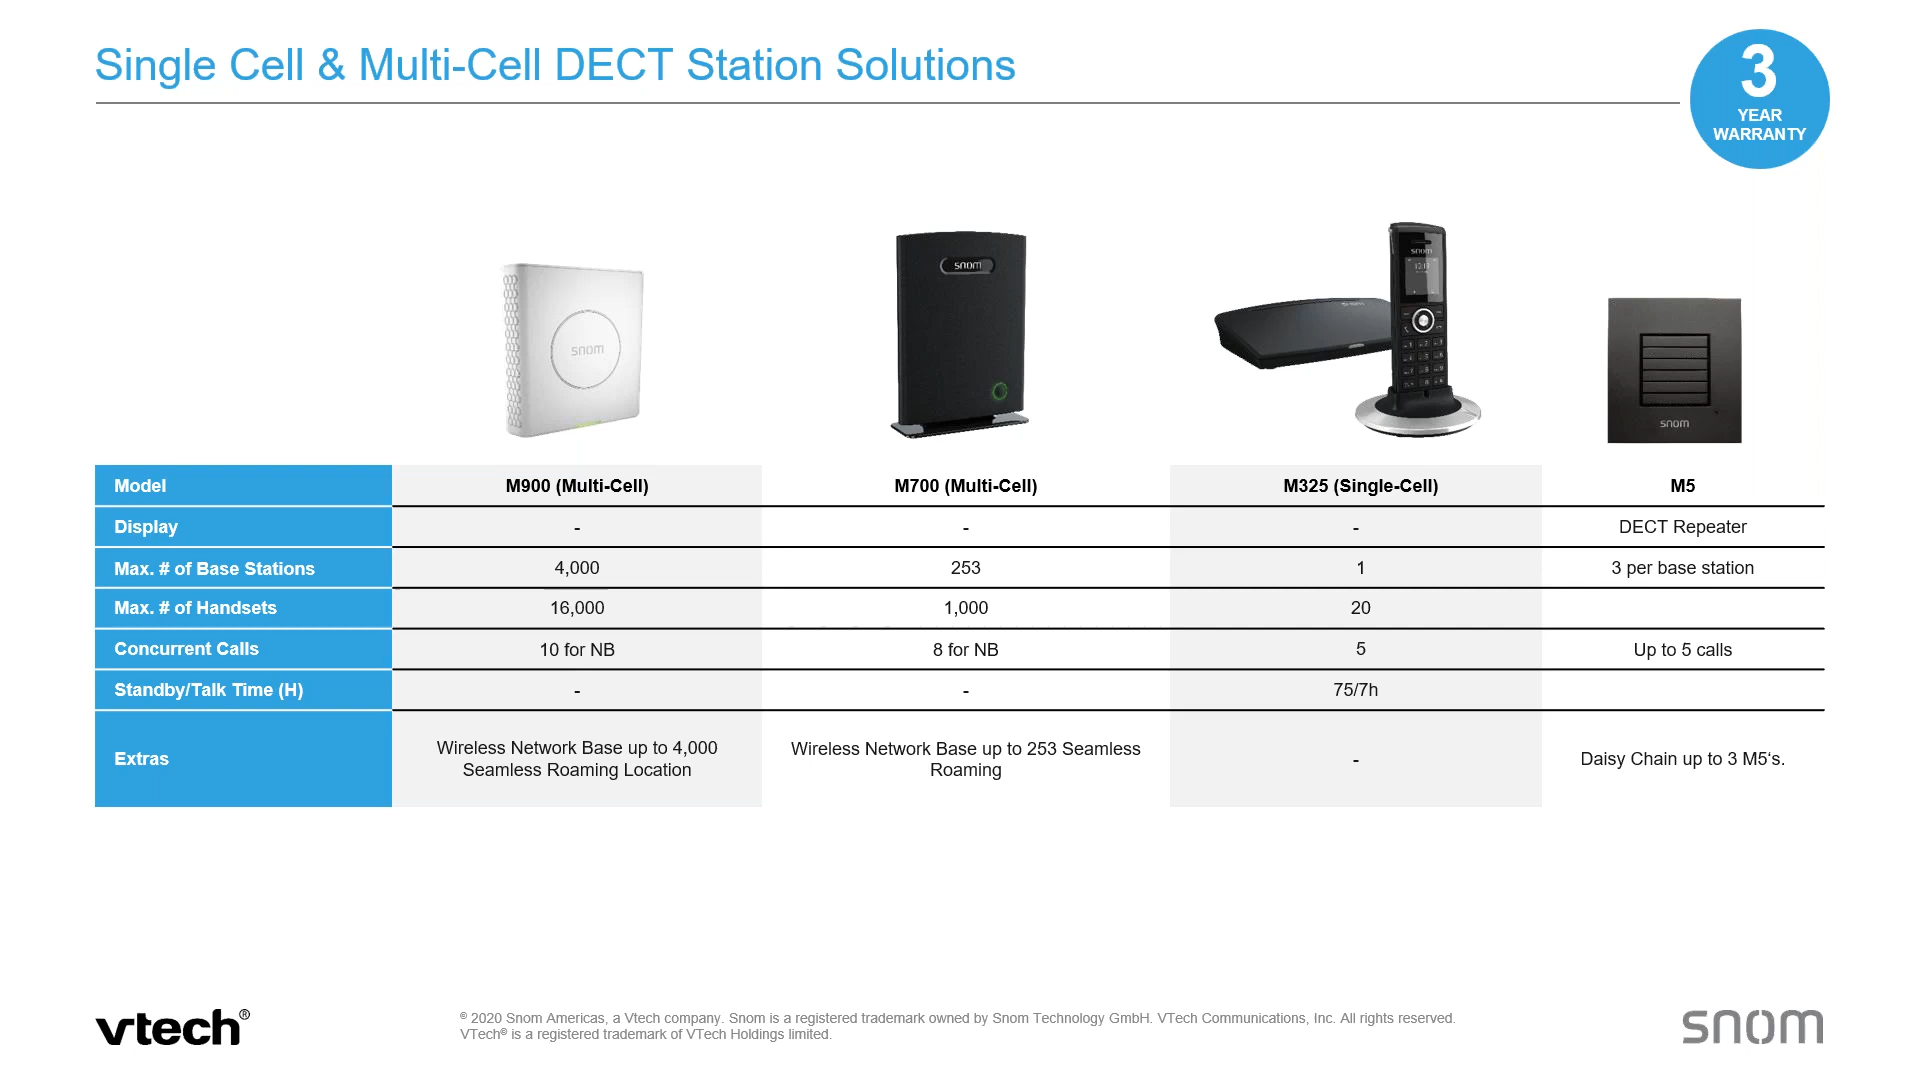 Single Cell & Multi-Cell DECT Station Solutions
3
YEAR
WARRANTY
snom
snom
snom
snom
Model M900 (Multi-Cell) M700 (Multi-Cell) M325 (Single-Cell) M5
Display - - - DECT Repeater
Max. # of Base Stations 4,000 253 1 3 per base station
Max. # of Handsets 16,000 1,000 20
Concurrent Calls 10 for NB 8 for NB 5 Up to 5 calls
Standby/Talk Time (H) - - 75/7h
Extras Wireless Network Base up to 4,000 Wireless Network Base up to 253 Seamless - Daisy Chain up to 3 M5‘s.
Seamless Roaming Location Roaming
vtech®
© 2020 Snom Americas, a Vtech company. Snom is a registered trademark owned by Snom Technology GmbH. VTech Communications, Inc. All rights reserved.
VTech® is a registered trademark of VTech Holdings limited.
snom